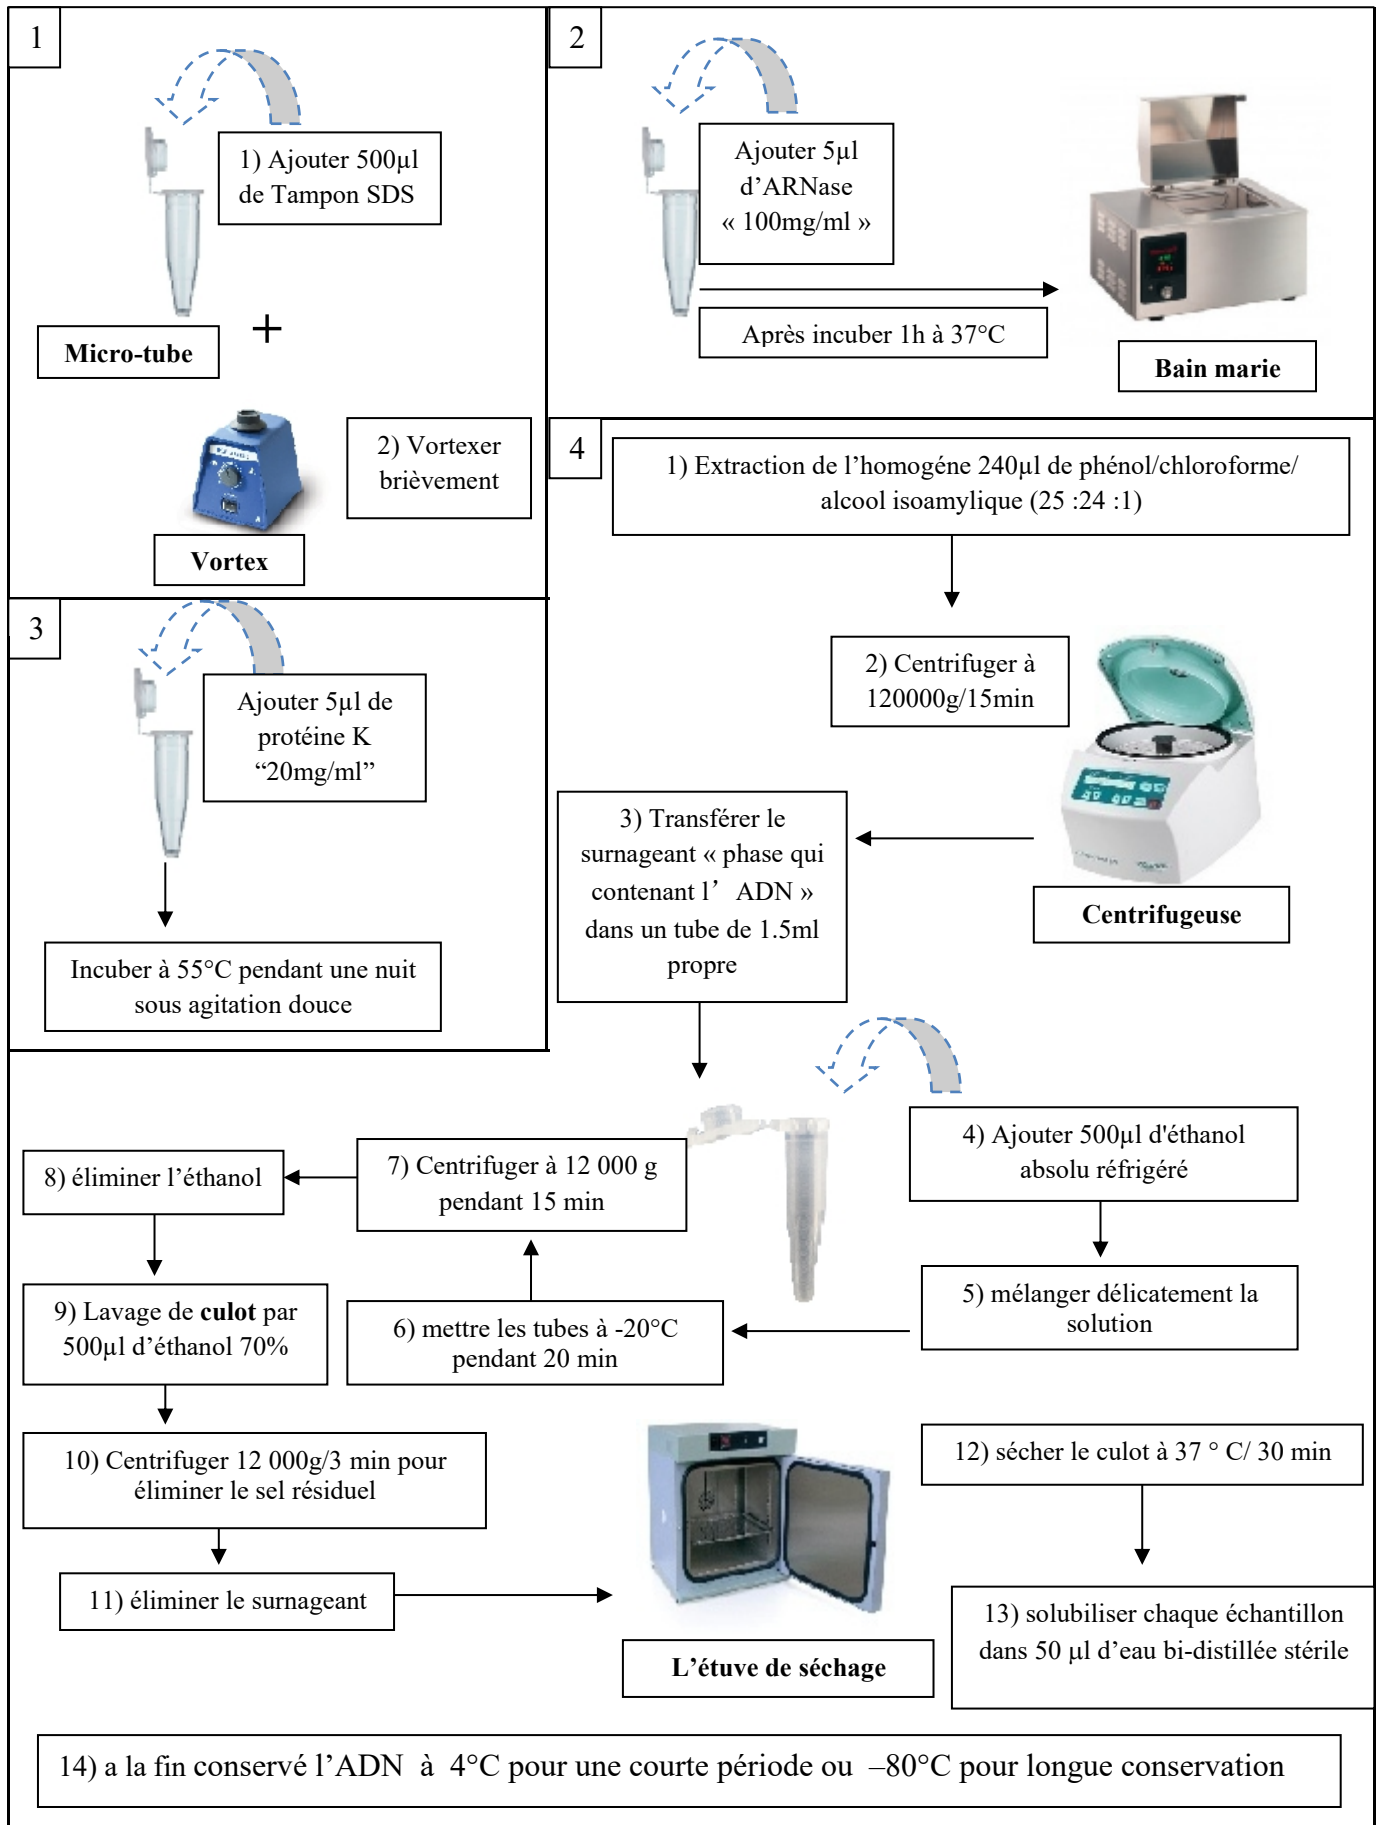 1
1) Ajouter 500µl
de Tampon SDS
Micro-tube
+
2) Vortexer
brièvement
Vortex
2
Ajouter 5µl
d’ARNase
« 100mg/ml »
Après incuber 1h à 37°C
Bain marie
3
Ajouter 5µl de
protéine K
“20mg/ml”
Incuber à 55°C pendant une nuit
sous agitation douce
4
1) Extraction de l’homogéne 240µl de phénol/chloroforme/
alcool isoamylique (25 :24 :1)
2) Centrifuger à
120000g/15min
Centrifugeuse
3) Transférer le
surnageant « phase qui
contenant l’ ADN »
dans un tube de 1.5ml
propre
4) Ajouter 500µl d'éthanol
absolu réfrigéré
5) mélanger délicatement la
solution
6) mettre les tubes à -20°C
pendant 20 min
7) Centrifuger à 12 000 g
pendant 15 min
8) éliminer l’éthanol
9) Lavage de culot par
500µl d’éthanol 70%
10) Centrifuger 12 000g/3 min pour
éliminer le sel résiduel
11) éliminer le surnageant
L’étuve de séchage
12) sécher le culot à 37 ° C/ 30 min
13) solubiliser chaque échantillon
dans 50 µl d’eau bi-distillée stérile
14) a la fin conservé l’ADN à 4°C pour une courte période ou –80°C pour longue conservation